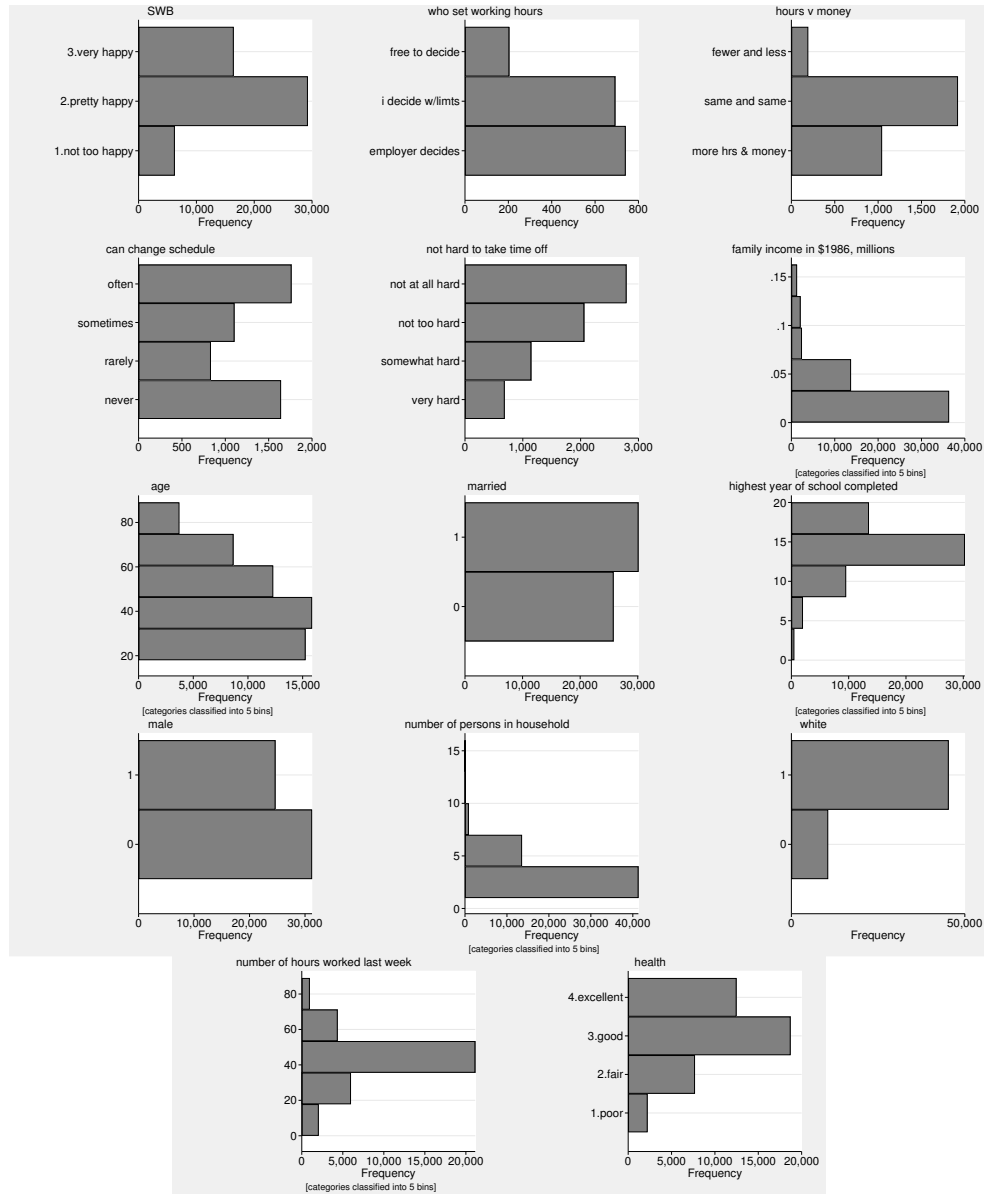 SWB
3.very happy
2.pretty happy
1.not too happy
0 10,000 20,000 30,000
Frequency
who set working hours
free to decide
i decide w/limts
employer decides
0 200 400 600 800
Frequency
hours v money
fewer and less
same and same
more hrs & money
0 500 1,000 1,500 2,000
Frequency
can change schedule
often
sometimes
rarely
never
0 500 1,000 1,500 2,000
Frequency
not hard to take time off
not at all hard
not too hard
somewhat hard
very hard
0 1,000 2,000 3,000
Frequency
family income in $1986, millions
.15
.1
.05
0
0 10,000 20,000 30,000 40,000
Frequency
[categories classified into 5 bins]
age
80
60
40
20
0 5,000 10,000 15,000
Frequency
[categories classified into 5 bins]
married
1
0
0 10,000 20,000 30,000
Frequency
highest year of school completed
20
15
10
5
0
0 10,000 20,000 30,000
Frequency
[categories classified into 5 bins]
male
1
0
0 10,000 20,000 30,000
Frequency
number of persons in household
15
10
5
0
0 10,000 20,000 30,000 40,000
Frequency
[categories classified into 5 bins]
white
1
0
0 50,000
Frequency
number of hours worked last week
80
60
40
20
0
0 5,000 10,000 15,000 20,000
Frequency
[categories classified into 5 bins]
health
4.excellent
3.good
2.fair
1.poor
0 5,000 10,000 15,000 20,000
Frequency